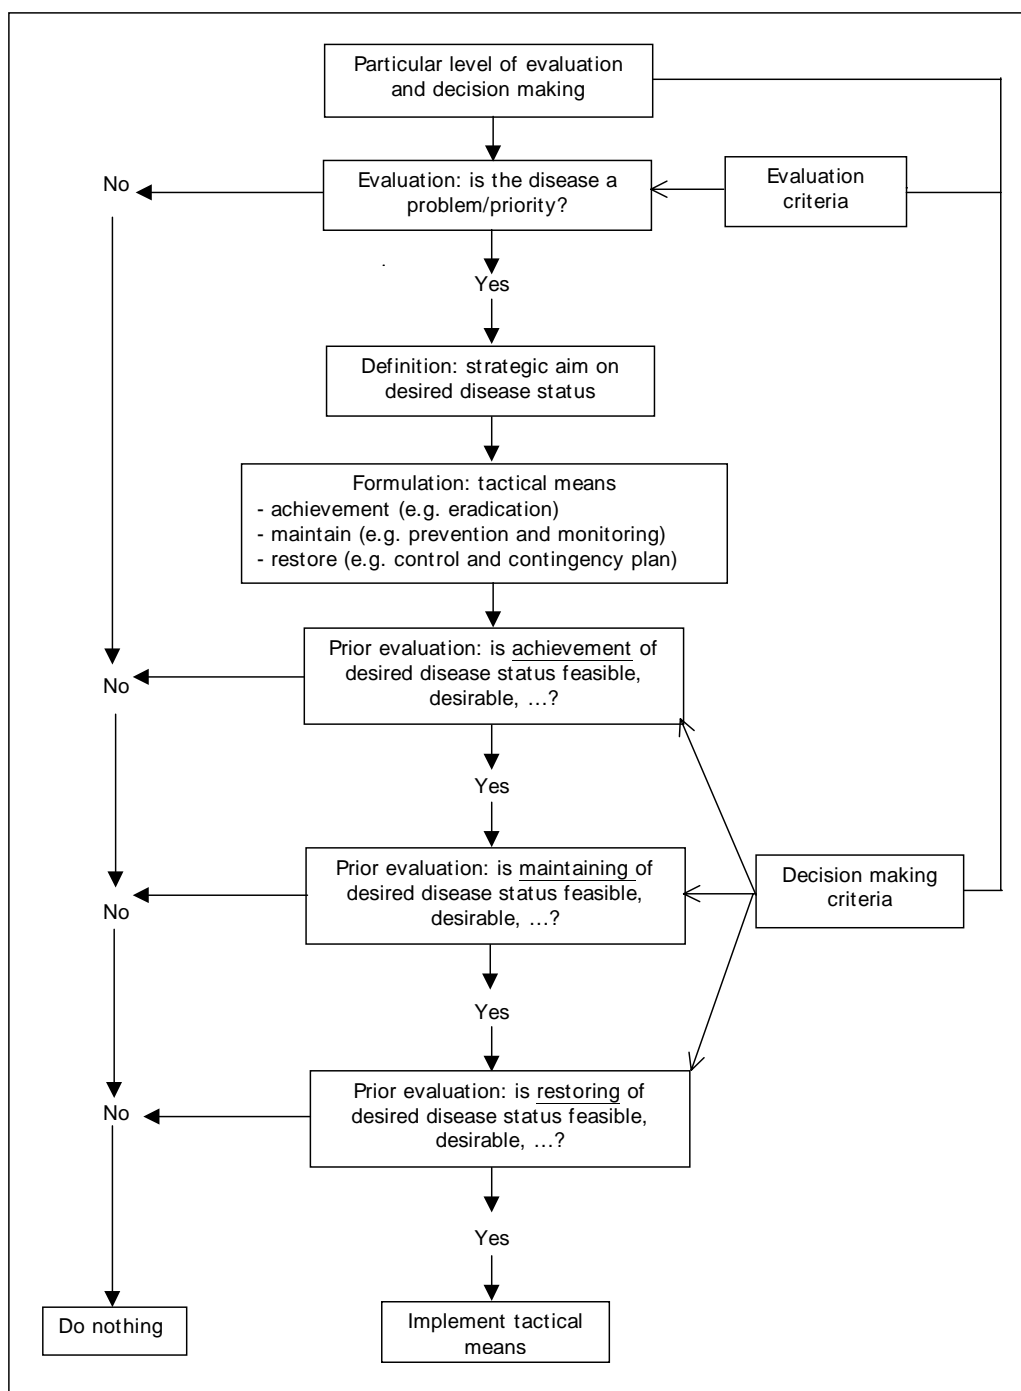 Particular level of evaluation
and decision making
No
Evaluation: is the disease a
problem/priority?
Evaluation
criteria
Yes
Definition: strategic aim on
desired disease status
Formulation: tactical means
- achievement (e.g. eradication)
- maintain (e.g. prevention and monitoring)
- restore (e.g. control and contingency plan)
Prior evaluation: is achievement of
desired disease status feasible,
desirable, ...?
No
Yes
Prior evaluation: is maintaining of
desired disease status feasible,
desirable, ...?
Decision making
criteria
No
Yes
Prior evaluation: is restoring of
desired disease status feasible,
desirable, ...?
No
Yes
Do nothing
Implement tactical
means